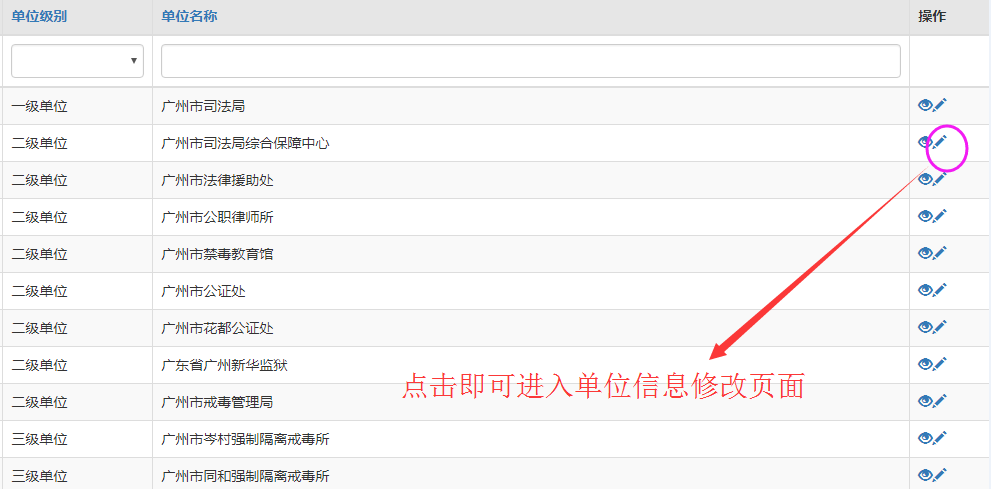 单位级别 单位名称 操作
一级单位 广州市司法局
二级单位 广州市司法局综合保障中心
二级单位 广州市法律援助处
二级单位 广州市公职律师所
二级单位 广州市禁毒教育馆
二级单位 广州市公证处
二级单位 广州市花都公证处
二级单位 广东省广州新华监狱
点击即可进入单位信息修改页面
二级单位 广州市戒毒管理局
三级单位 广州市岑村强制隔离戒毒所
三级单位 广州市同和强制隔离戒毒所